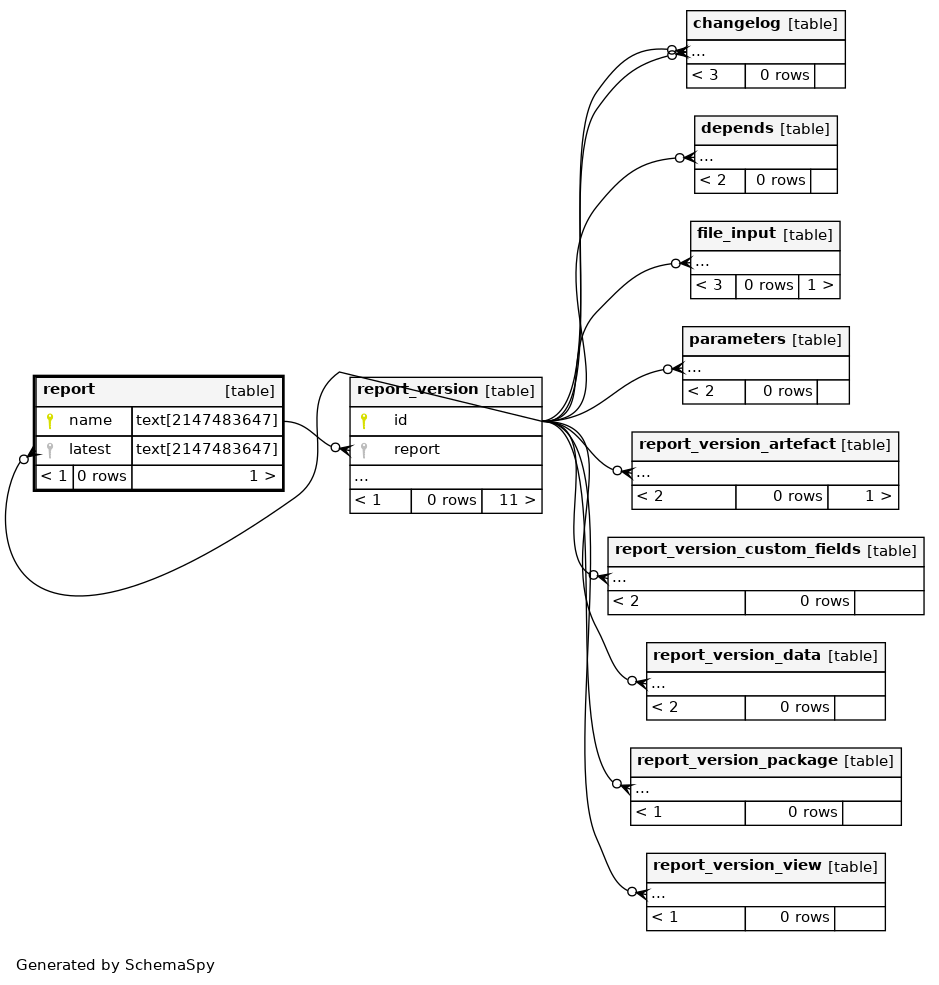 changelog [table]
...
< 3 0 rows
depends [table]
...
< 2 0 rows
file_input [table]
...
< 3 0 rows 1 >
parameters [table]
...
< 2 0 rows
report [table]
name text[2147483647]
latest text[2147483647]
< 1 0 rows 1 >
report_version [table]
id
report
...
< 1 0 rows 11 >
report_version_artefact [table]
...
< 2 0 rows 1 >
report_version_custom_fields [table]
...
< 2 0 rows
report_version_data [table]
...
< 2 0 rows
report_version_package [table]
...
< 1 0 rows
report_version_view [table]
...
< 1 0 rows
Generated by SchemaSpy